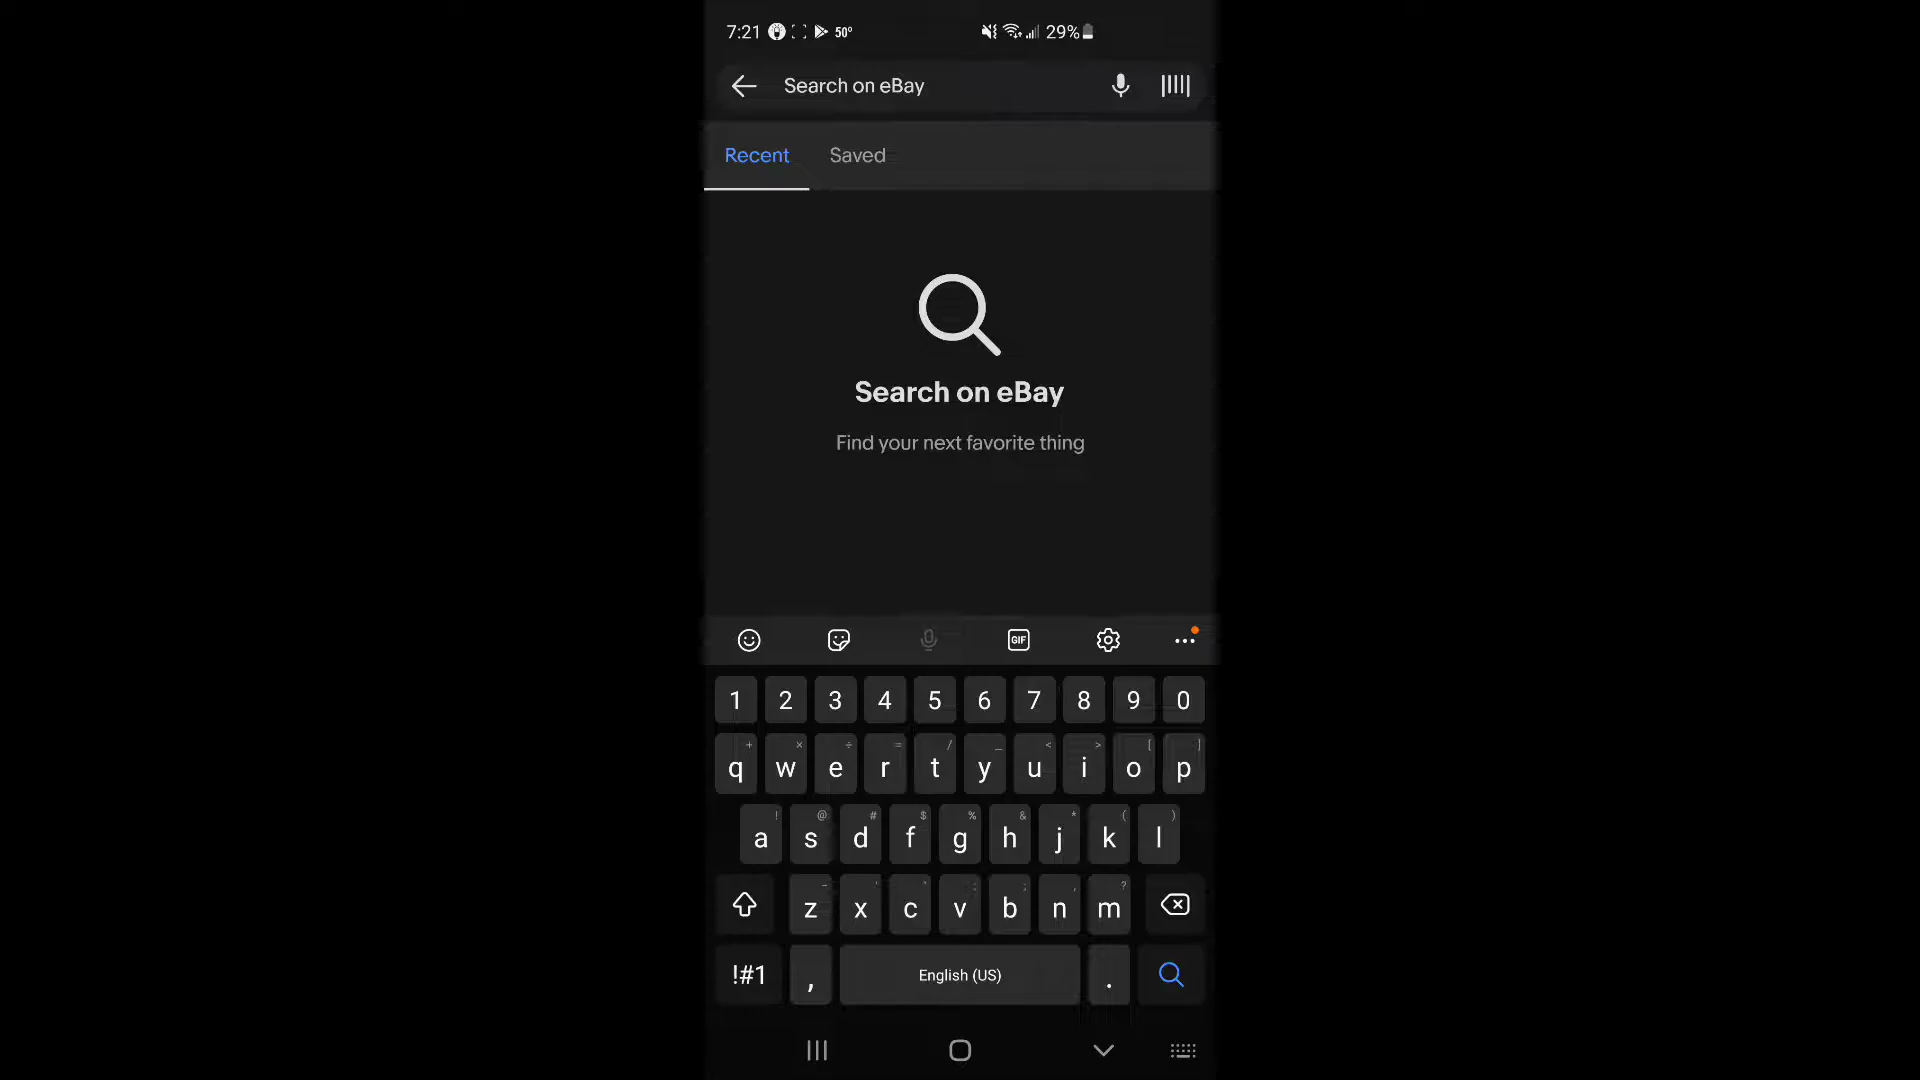 7:21 50° 29%
Search on eBay
Recent Saved
Search on eBay
Find your next favorite thing
GIF
1 2 3 4 5 6 7 8 9 0
+ × ÷ = / _ < > [ ]
q w e r t y u i o p
! @ # $ % & * ( )
a s d f g h j k l
- ' " : ; , ?
z x c v b n m
!#1 , English (US) .